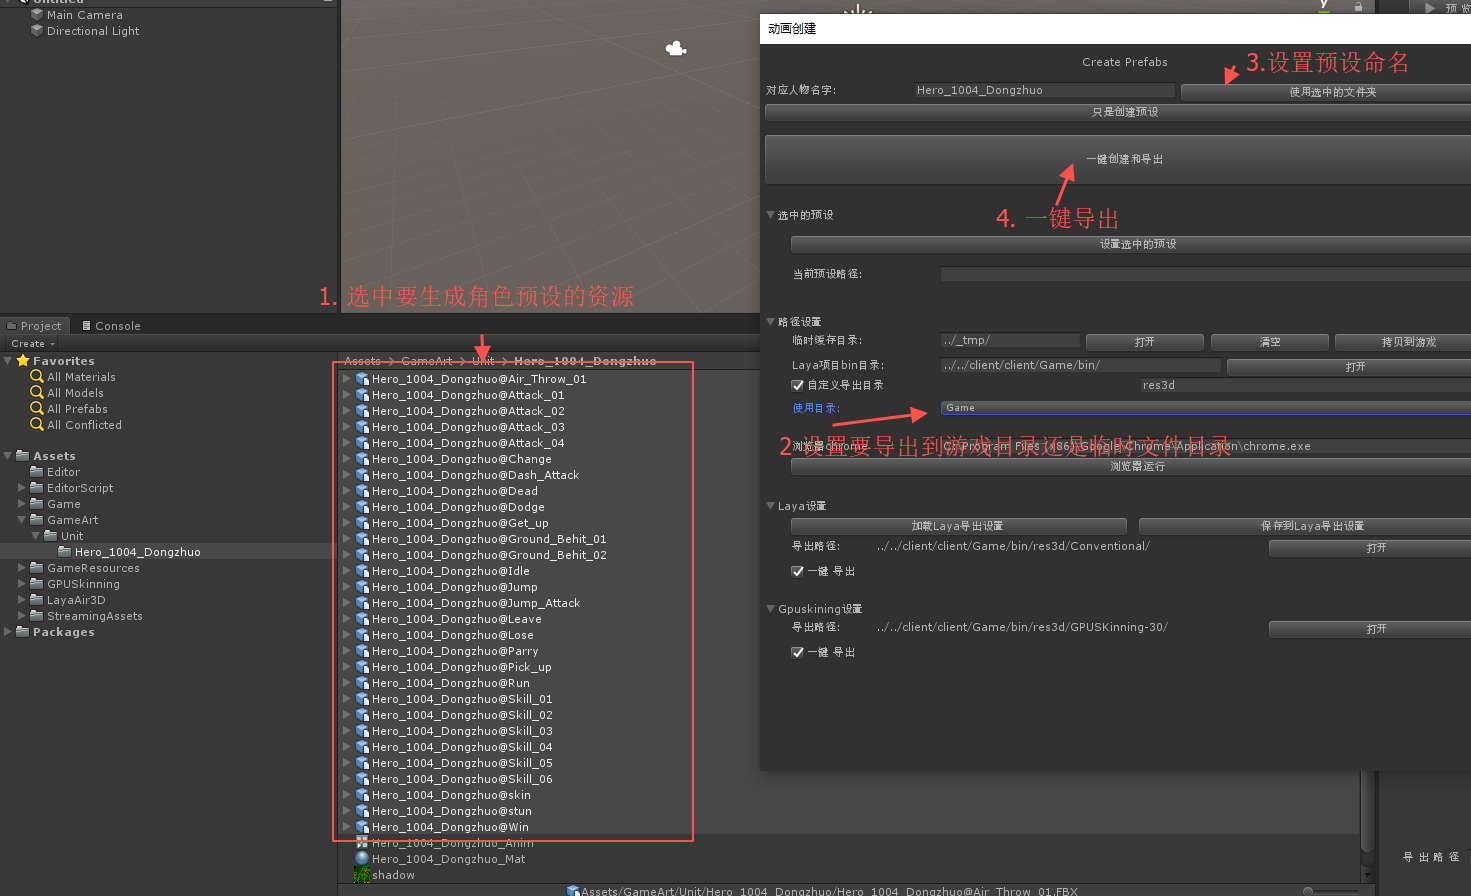 Untitled
Main Camera
Directional Light
预 览
动画创建
Create Prefabs
3.设置预设命名
对应人物名字:
Hero_1004_Dongzhuo
使用选中的文件夹
只是创建预设
一键创建和导出
4. 一键导出
选中的预设
设置选中的预设
当前预设路径:
1. 选中要生成角色预设的资源
路径设置
临时缓存目录:
../_tmp/
打开
清空
拷贝到游戏
Laya项目bin目录:
../../client/client/Game/bin/
打开
自定义导出目录
res3d
使用目录:
Game
2.设置要导出到游戏目录还是临时文件目录
浏览器chrome
C:\Program Files (x86)\Google\Chrome\Application\chrome.exe
浏览器运行
Laya设置
加载Laya导出设置
保存到Laya导出设置
导出路径:
../../client/client/Game/bin/res3d/Conventional/
打开
一键 导出
Gpuskining设置
导出路径:
../../client/client/Game/bin/res3d/GPUSKinning-30/
打开
一键 导出
Project
Console
Create
Favorites
All Materials
All Models
All Prefabs
All Conflicted
Assets
Editor
EditorScript
Game
GameArt
Unit
Hero_1004_Dongzhuo
GameResources
GPUSkinning
LayaAir3D
StreamingAssets
Packages
Assets > GameArt > Unit > Hero_1004_Dongzhuo
Hero_1004_Dongzhuo@Air_Throw_01
Hero_1004_Dongzhuo@Attack_01
Hero_1004_Dongzhuo@Attack_02
Hero_1004_Dongzhuo@Attack_03
Hero_1004_Dongzhuo@Attack_04
Hero_1004_Dongzhuo@Change
Hero_1004_Dongzhuo@Dash_Attack
Hero_1004_Dongzhuo@Dead
Hero_1004_Dongzhuo@Dodge
Hero_1004_Dongzhuo@Get_up
Hero_1004_Dongzhuo@Ground_Behit_01
Hero_1004_Dongzhuo@Ground_Behit_02
Hero_1004_Dongzhuo@Idle
Hero_1004_Dongzhuo@Jump
Hero_1004_Dongzhuo@Jump_Attack
Hero_1004_Dongzhuo@Leave
Hero_1004_Dongzhuo@Lose
Hero_1004_Dongzhuo@Parry
Hero_1004_Dongzhuo@Pick_up
Hero_1004_Dongzhuo@Run
Hero_1004_Dongzhuo@Skill_01
Hero_1004_Dongzhuo@Skill_02
Hero_1004_Dongzhuo@Skill_03
Hero_1004_Dongzhuo@Skill_04
Hero_1004_Dongzhuo@Skill_05
Hero_1004_Dongzhuo@Skill_06
Hero_1004_Dongzhuo@skin
Hero_1004_Dongzhuo@stun
Hero_1004_Dongzhuo@Win
Hero_1004_Dongzhuo_Anim
Hero_1004_Dongzhuo_Mat
shadow
导 出 路 径
Assets/GameArt/Unit/Hero_1004_Dongzhuo/Hero_1004_Dongzhuo@Air_Throw_01.FBX
y